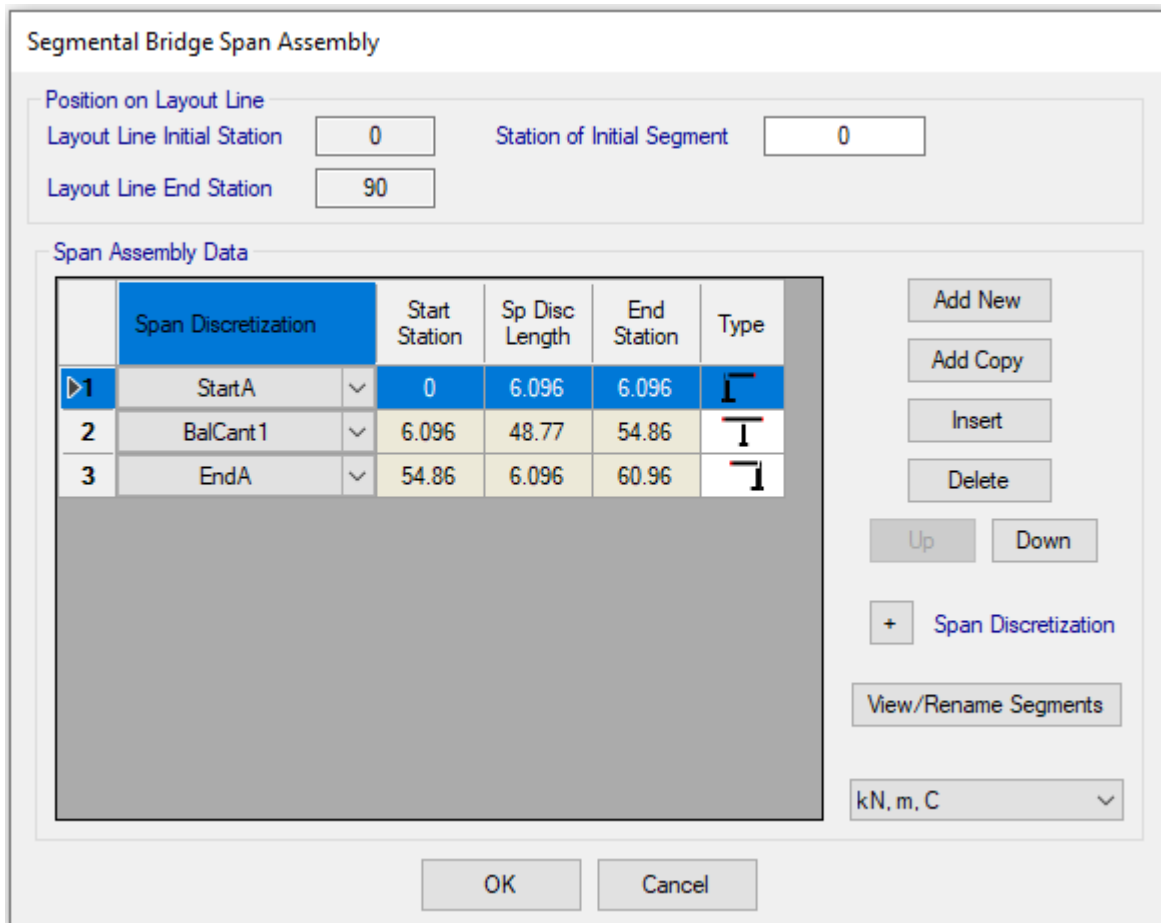 Segmental Bridge Span Assembly
Position on Layout Line
Layout Line Initial Station 0 Station of Initial Segment 0
Layout Line End Station 90
Span Assembly Data
Span Discretization Start Station Sp Disc Length End Station Type
1 StartA 0 6.096 6.096
2 BalCant1 6.096 48.77 54.86
3 EndA 54.86 6.096 60.96
Add New
Add Copy
Insert
Delete
Up Down
+ Span Discretization
View/Rename Segments
kN, m, C
OK Cancel